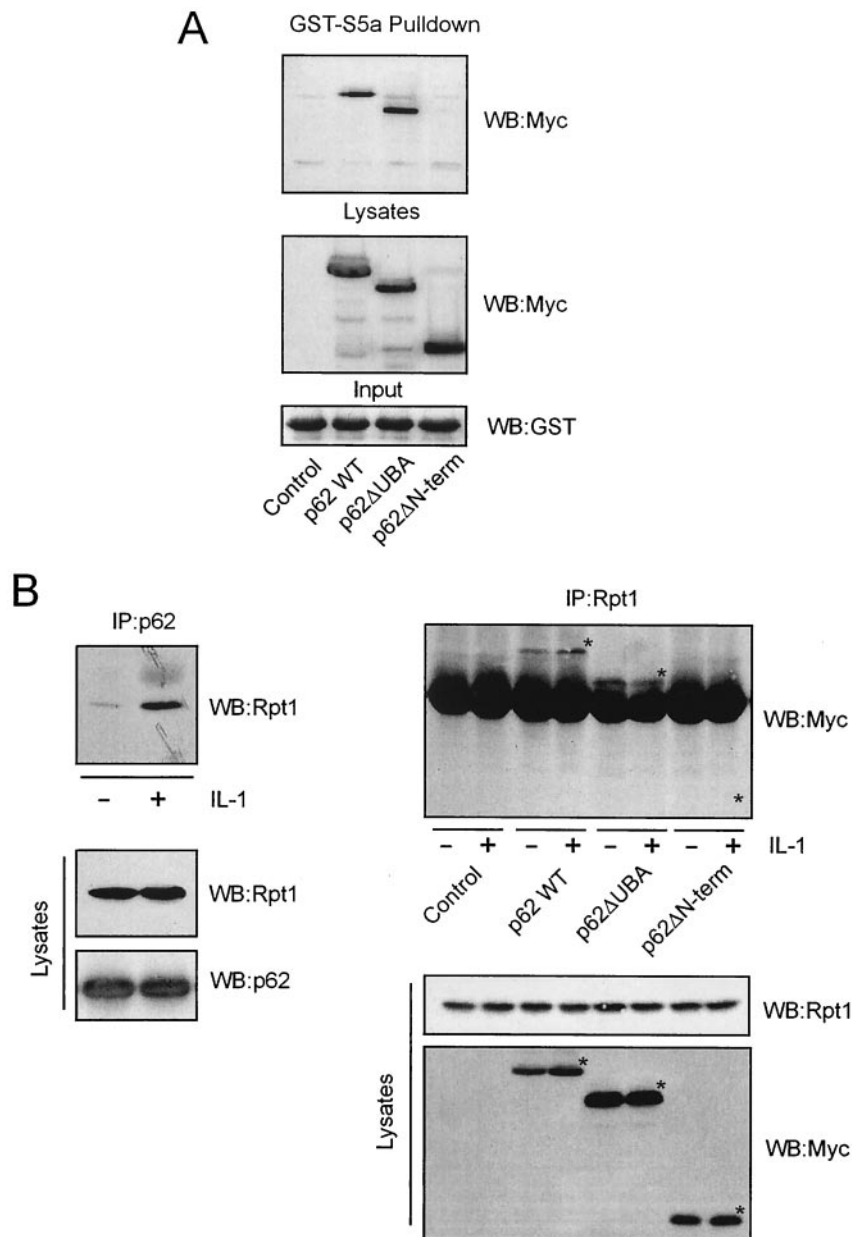 A
GST-S5a Pulldown
WB:Myc
Lysates
WB:Myc
Input
WB:GST
Control
p62 WT
p62ΔUBA
p62ΔN-term
B
IP:p62
WB:Rpt1
- + IL-1
Lysates
WB:Rpt1
WB:p62
IP:Rpt1
*
*
WB:Myc
*
- + - + - + - + IL-1
Control
p62 WT
p62ΔUBA
p62ΔN-term
Lysates
WB:Rpt1
*
*
WB:Myc
*